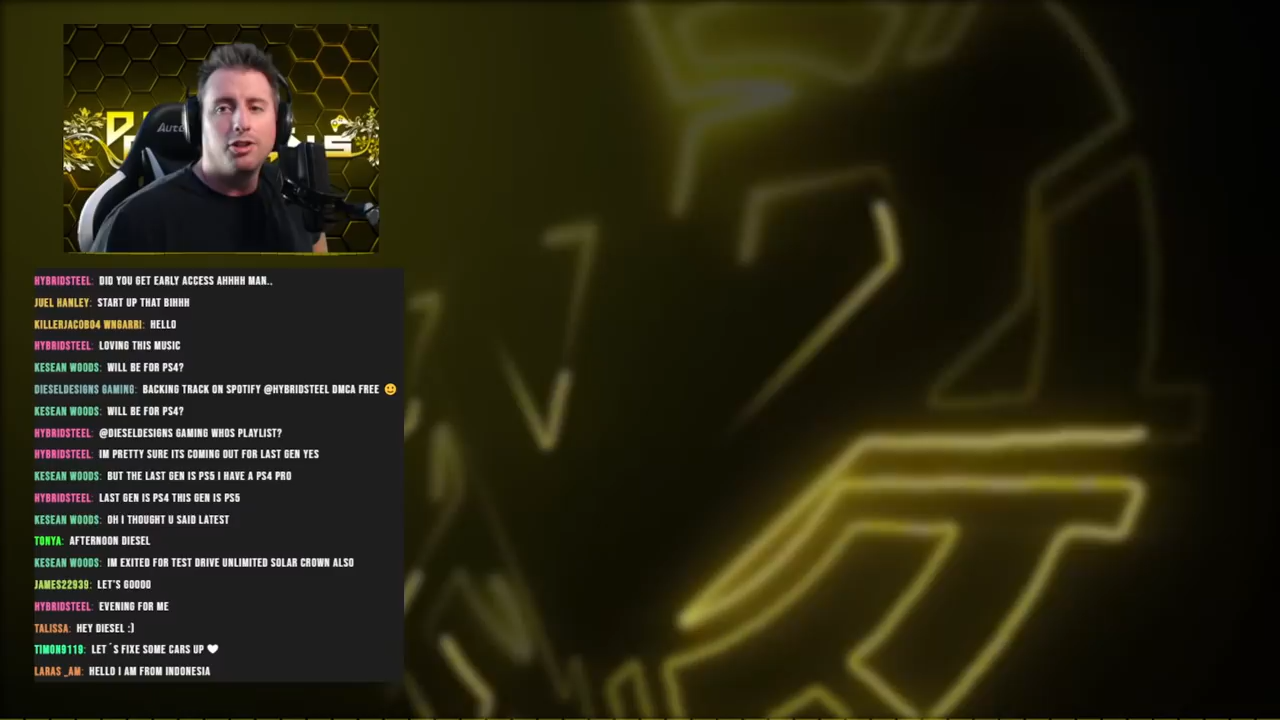 Auto
HYBRIDSTEEL: DID YOU GET EARLY ACCESS AHHHH MAN..
JUEL HANLEY: START UP THAT BIHHH
KILLERJACOB04 WNGARRI: HELLO
HYBRIDSTEEL: LOVING THIS MUSIC
KESEAN WOODS: WILL BE FOR PS4?
DIESELDESIGNS GAMING: BACKING TRACK ON SPOTIFY @HYBRIDSTEEL DMCA FREE 😀
KESEAN WOODS: WILL BE FOR PS4?
HYBRIDSTEEL: @DIESELDESIGNS GAMING WHOS PLAYLIST?
HYBRIDSTEEL: IM PRETTY SURE ITS COMING OUT FOR LAST GEN YES
KESEAN WOODS: BUT THE LAST GEN IS PS5 I HAVE A PS4 PRO
HYBRIDSTEEL: LAST GEN IS PS4 THIS GEN IS PS5
KESEAN WOODS: OH I THOUGHT U SAID LATEST
TONYA: AFTERNOON DIESEL
KESEAN WOODS: IM EXITED FOR TEST DRIVE UNLIMITED SOLAR CROWN ALSO
JAMES22939: LET'S GOOOO
HYBRIDSTEEL: EVENING FOR ME
TALISSA: HEY DIESEL :)
TIMON9119: LET´S FIXE SOME CARS UP 🤍
LARAS _AM: HELLO I AM FROM INDONESIA